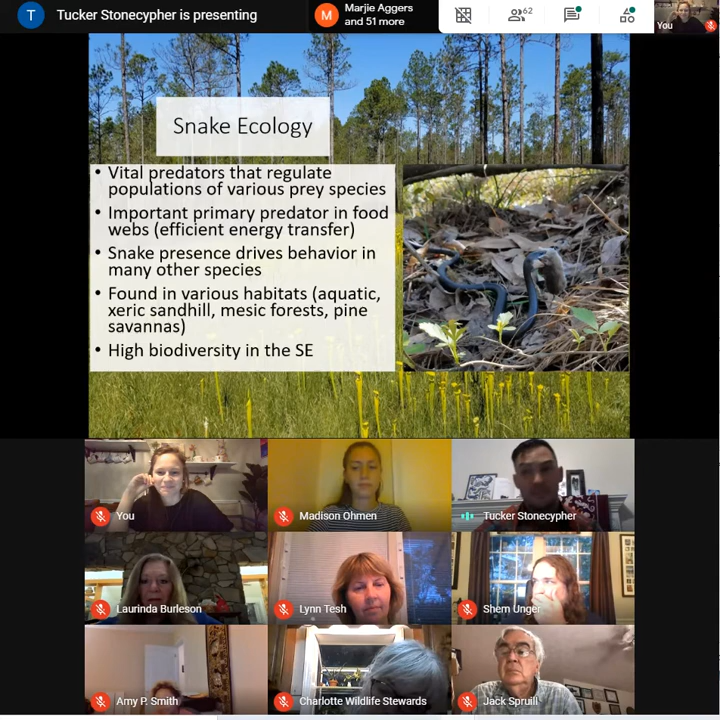 T
Tucker Stonecypher is presenting
M
Marjie Aggers
and 51 more
62
You
Snake Ecology
• Vital predators that regulate
populations of various prey species
• Important primary predator in food
webs (efficient energy transfer)
• Snake presence drives behavior in
many other species
• Found in various habitats (aquatic,
xeric sandhill, mesic forests, pine
savannas)
• High biodiversity in the SE
You
Madison Ohmen
Tucker Stonecypher
Laurinda Burleson
Lynn Tesh
Shem Unger
Amy P. Smith
Charlotte Wildlife Stewards
Jack Spruill